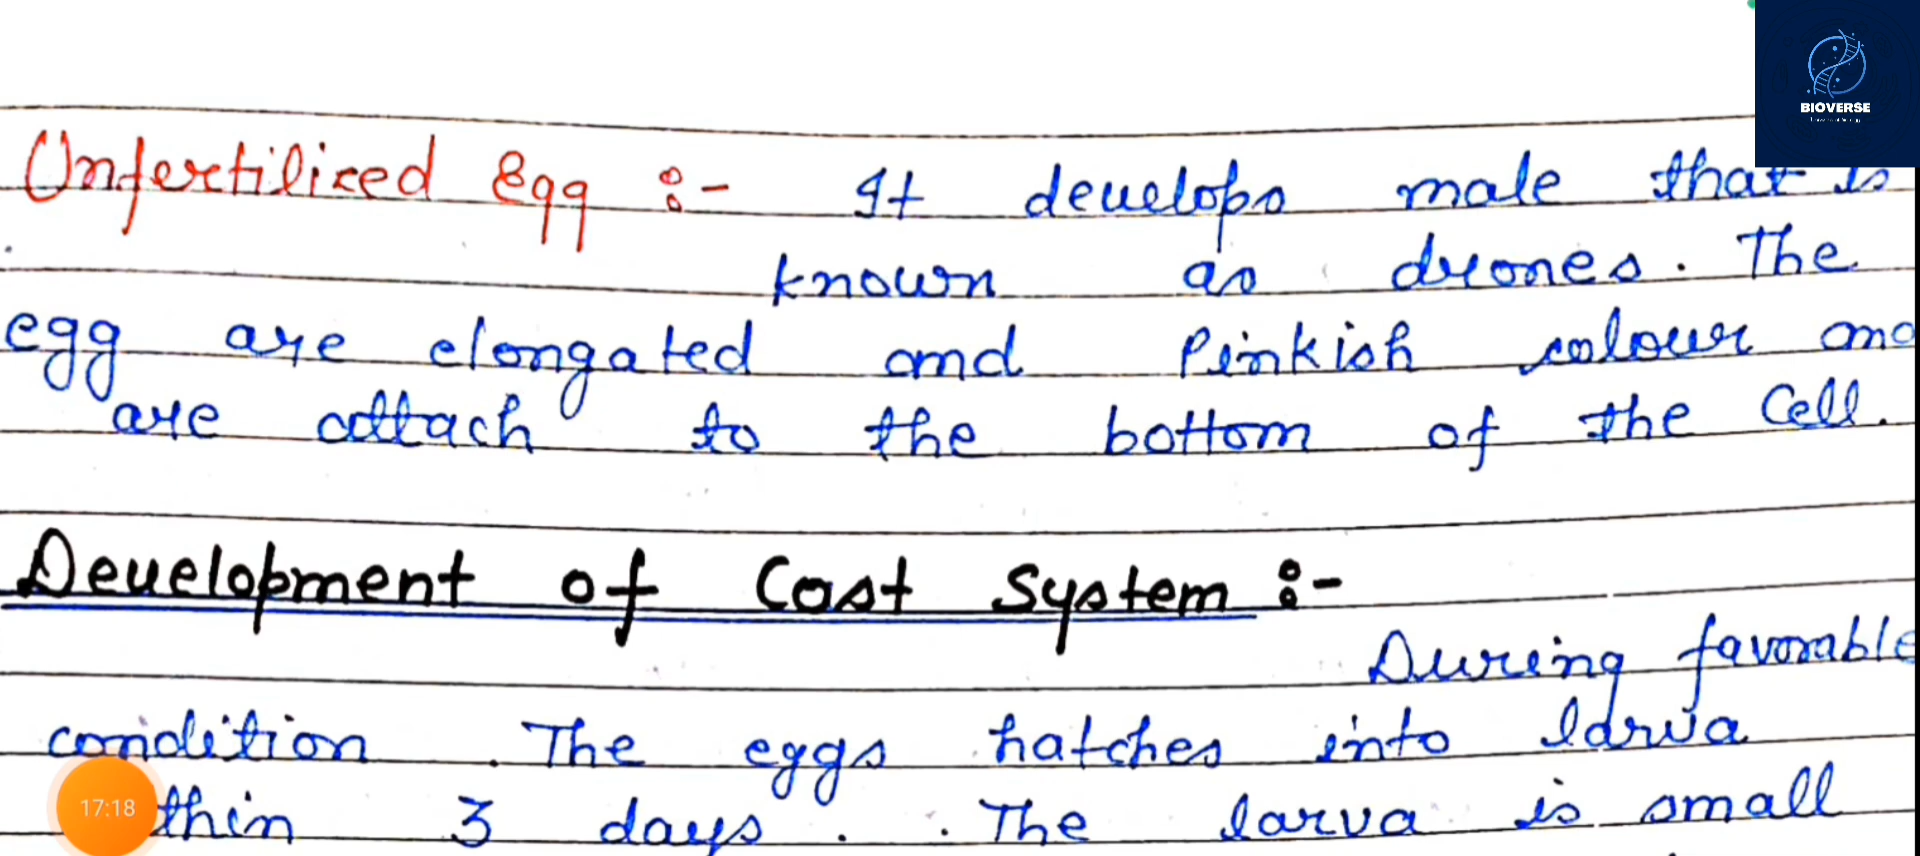 BIOVERSE
Unfertilized Egg :- It develops male that is
known as drones. The
egg are elongated and Pinkish colour and
are attach to the bottom of the Cell.
Development of Cast System :-
During favorable
condition. The eggs hatches into larva
17:18
thin 3 days. The larva is small